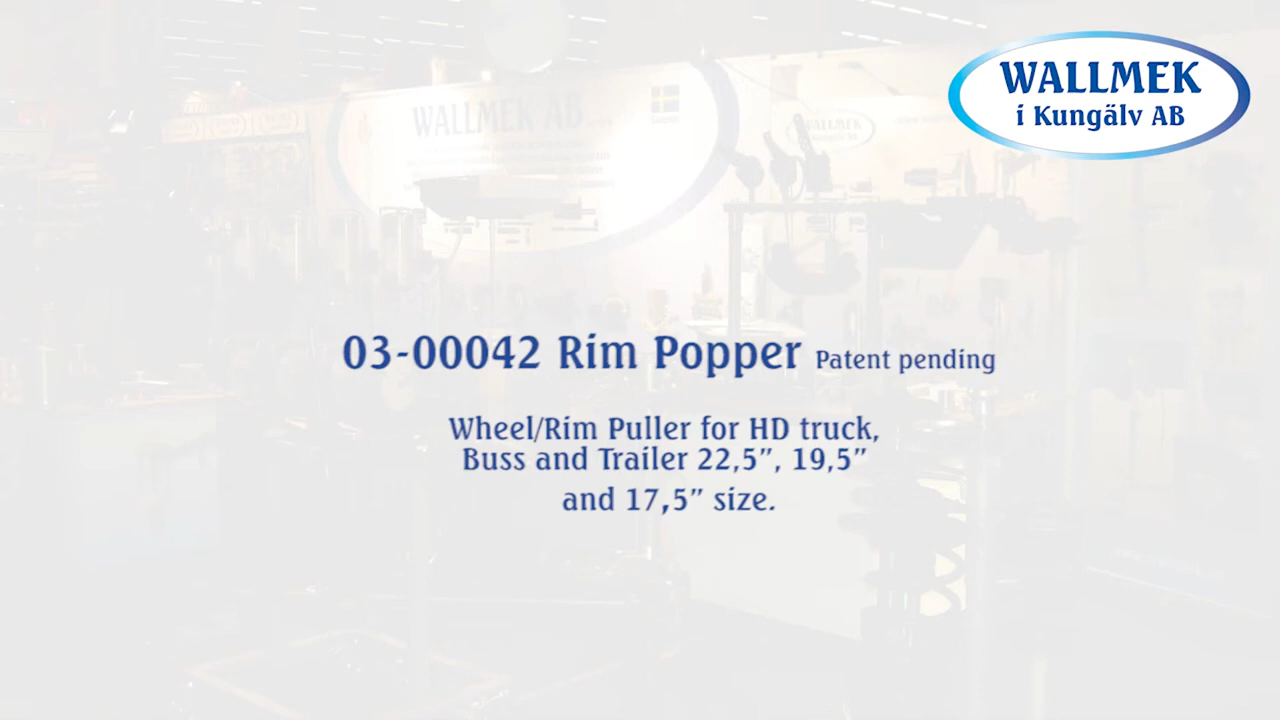 WALLMEK
i Kungälv AB
WALLMEK AB
WALLMEK
03-00042 Rim Popper Patent pending
Wheel/Rim Puller for HD truck,
Buss and Trailer 22,5”, 19,5”
and 17,5” size.